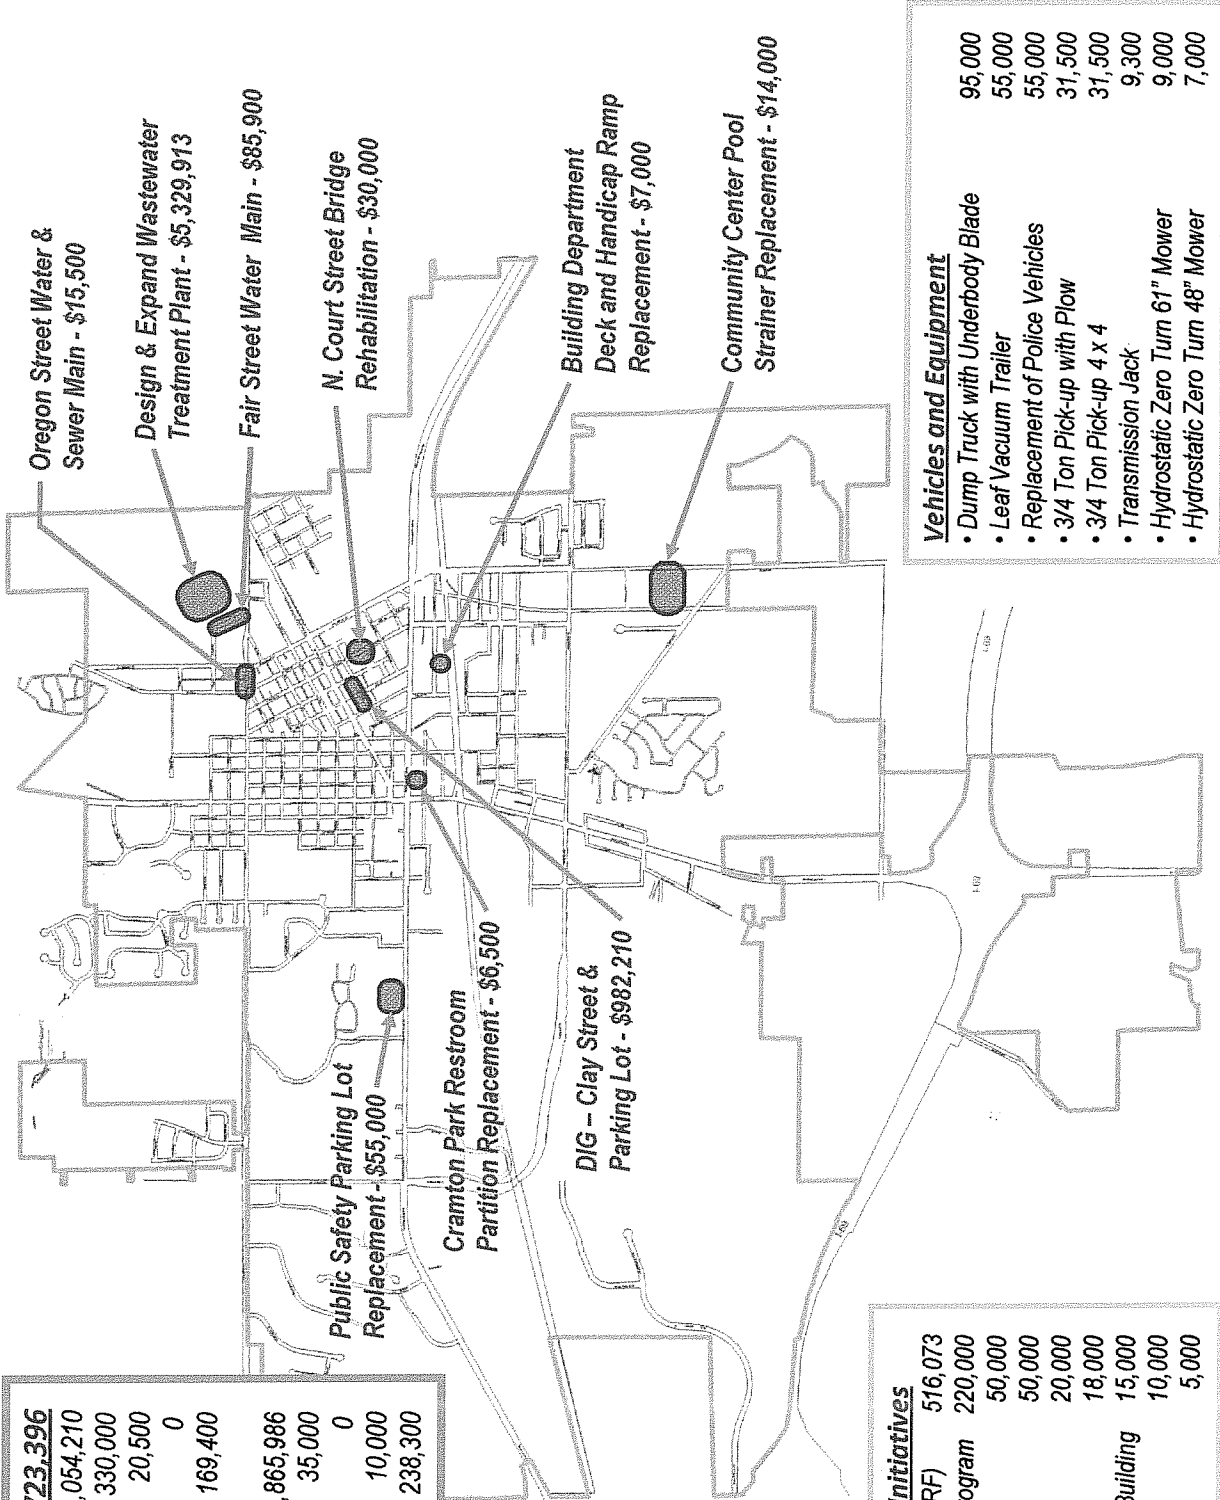 Oregon Street Water &
Sewer Main - $15,500
Design & Expand Wastewater
Treatment Plant - $5,329,913
Fair Street Water Main - $85,900
N. Court Street Bridge
Rehabilitation - $30,000
Building Department
Deck and Handicap Ramp
Replacement - $7,000
Community Center Pool
Strainer Replacement - $14,000
Public Safety Parking Lot
Replacement - $55,000
Cramton Park Restroom
Partition Replacement - $6,500
DIG – Clay Street &
Parking Lot - $982,210
Vehicles and Equipment
• Dump Truck with Underbody Blade 95,000
• Leaf Vacuum Trailer 55,000
• Replacement of Police Vehicles 55,000
• 3/4 Ton Pick-up with Plow 31,500
• 3/4 Ton Pick-up 4 x 4 31,500
• Transmission Jack 9,300
• Hydrostatic Zero Turn 61" Mower 9,000
• Hydrostatic Zero Turn 48" Mower 7,000
723,396
,054,210
330,000
20,500
0
169,400
,865,986
35,000
0
10,000
238,300
Initiatives
RF) 516,073
ogram 220,000
50,000
50,000
20,000
18,000
Building 15,000
10,000
5,000
I-69
I-69
I-69